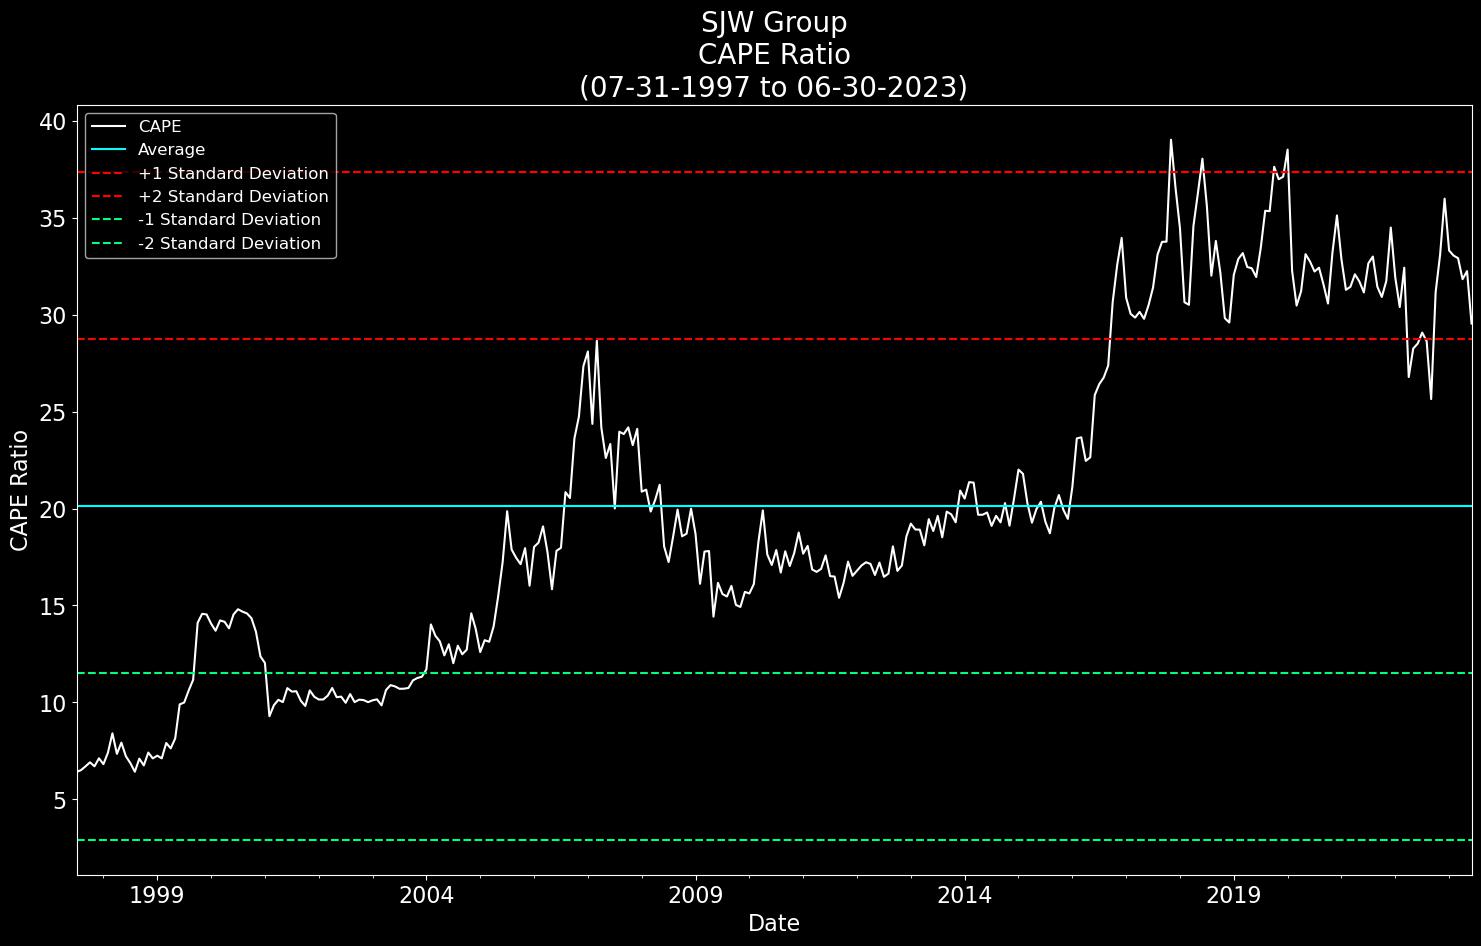 SJW Group
CAPE Ratio
(07-31-1997 to 06-30-2023)
40
35
30
25
20
15
10
5
CAPE Ratio
CAPE
Average
+1 Standard Deviation
+2 Standard Deviation
-1 Standard Deviation
-2 Standard Deviation
1999 2004 2009 2014 2019
Date